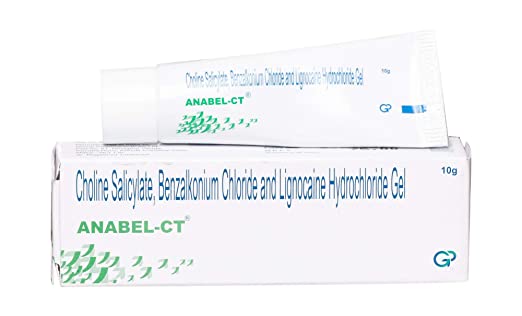 Choline Salicylate, Benzalkonium Chloride and Lignocaine Hydrochloride Gel
10g
ANABEL-CT®
Choline Salicylate, Benzalkonium Chloride and Lignocaine Hydrochloride Gel
10g
ANABEL-CT®